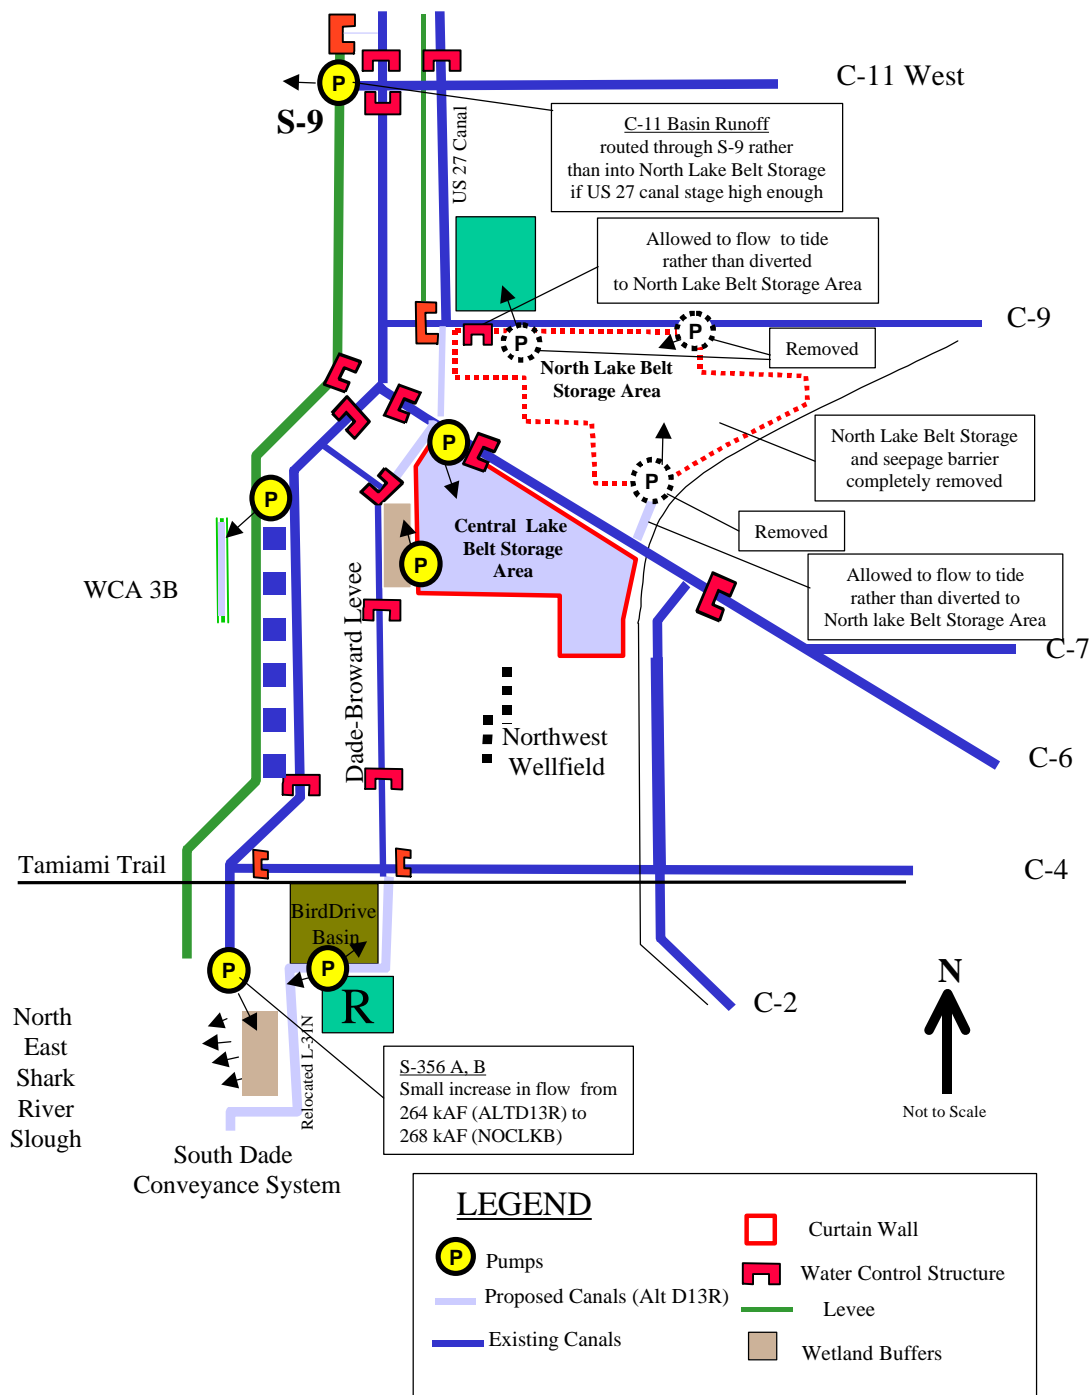 C-11 West
P
S-9
C-11 Basin Runoff
routed through S-9 rather
than into North Lake Belt Storage
if US 27 canal stage high enough
US 27 Canal
Allowed to flow to tide
rather than diverted
to North Lake Belt Storage Area
C-9
P
P
Removed
North Lake Belt
Storage Area
North Lake Belt Storage
and seepage barrier
completely removed
P
P
P
Removed
Central Lake
Belt Storage
Area
P
WCA 3B
Allowed to flow to tide
rather than diverted to
North lake Belt Storage Area
C-7
Dade-Broward Levee
Northwest
Wellfield
C-6
Tamiami Trail
C-4
BirdDrive
Basin
P
P
R
N
C-2
North
East
Shark
River
Slough
Relocated L-31N
S-356 A, B
Small increase in flow from
264 kAF (ALTD13R) to
268 kAF (NOCLKB)
Not to Scale
South Dade
Conveyance System
LEGEND
P
Pumps
Proposed Canals (Alt D13R)
Existing Canals
Curtain Wall
Water Control Structure
Levee
Wetland Buffers